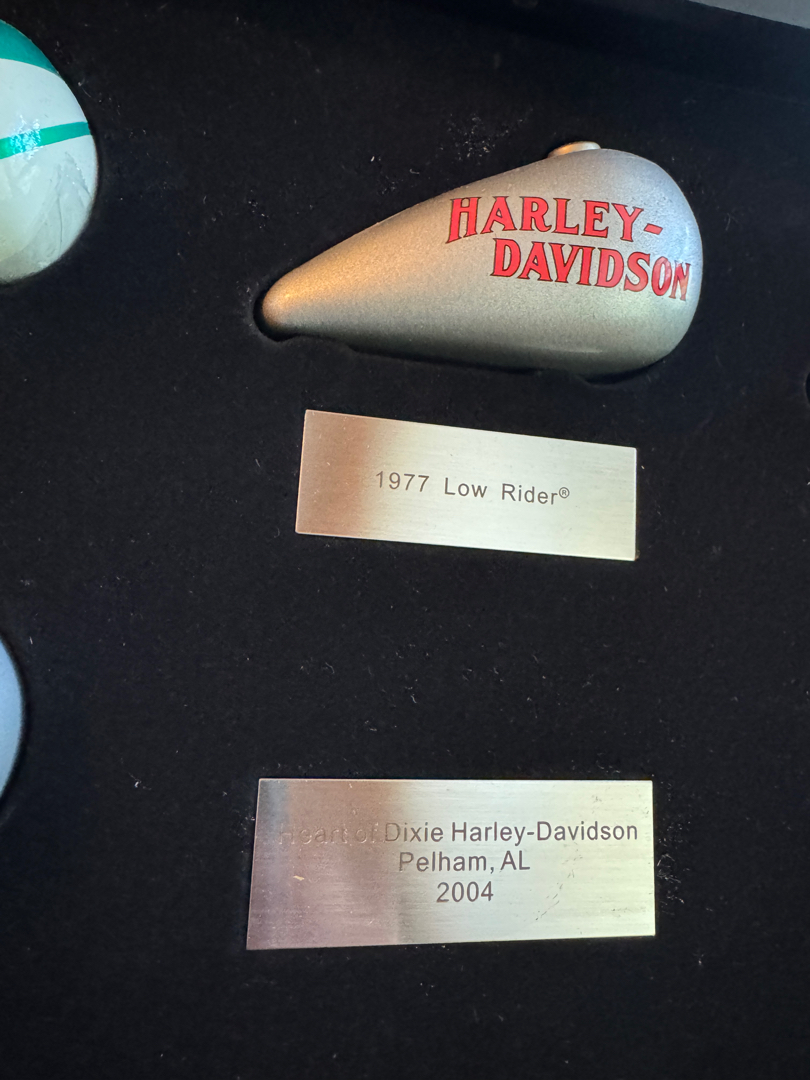 HARLEY-
DAVIDSON
1977 Low Rider®
Heart of Dixie Harley-Davidson
Pelham, AL
2004